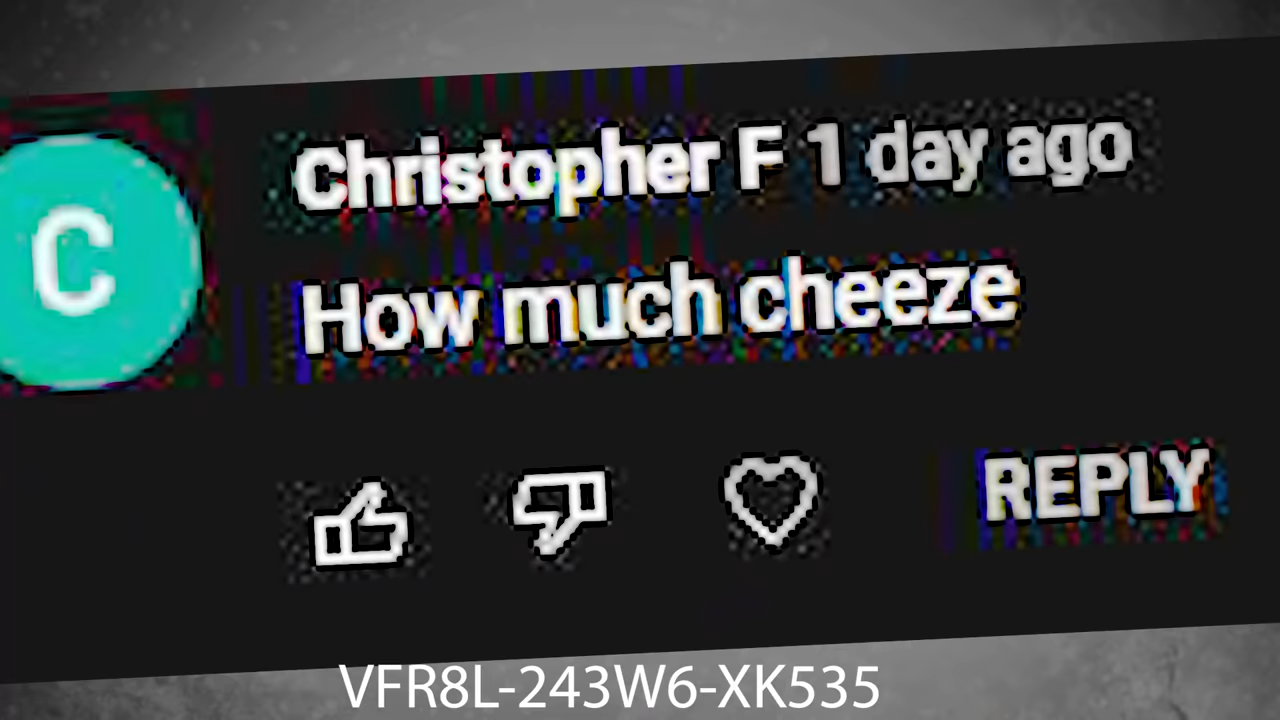 C
Christopher F 1 day ago
How much cheeze
REPLY
VFR8L-243W6-XK535